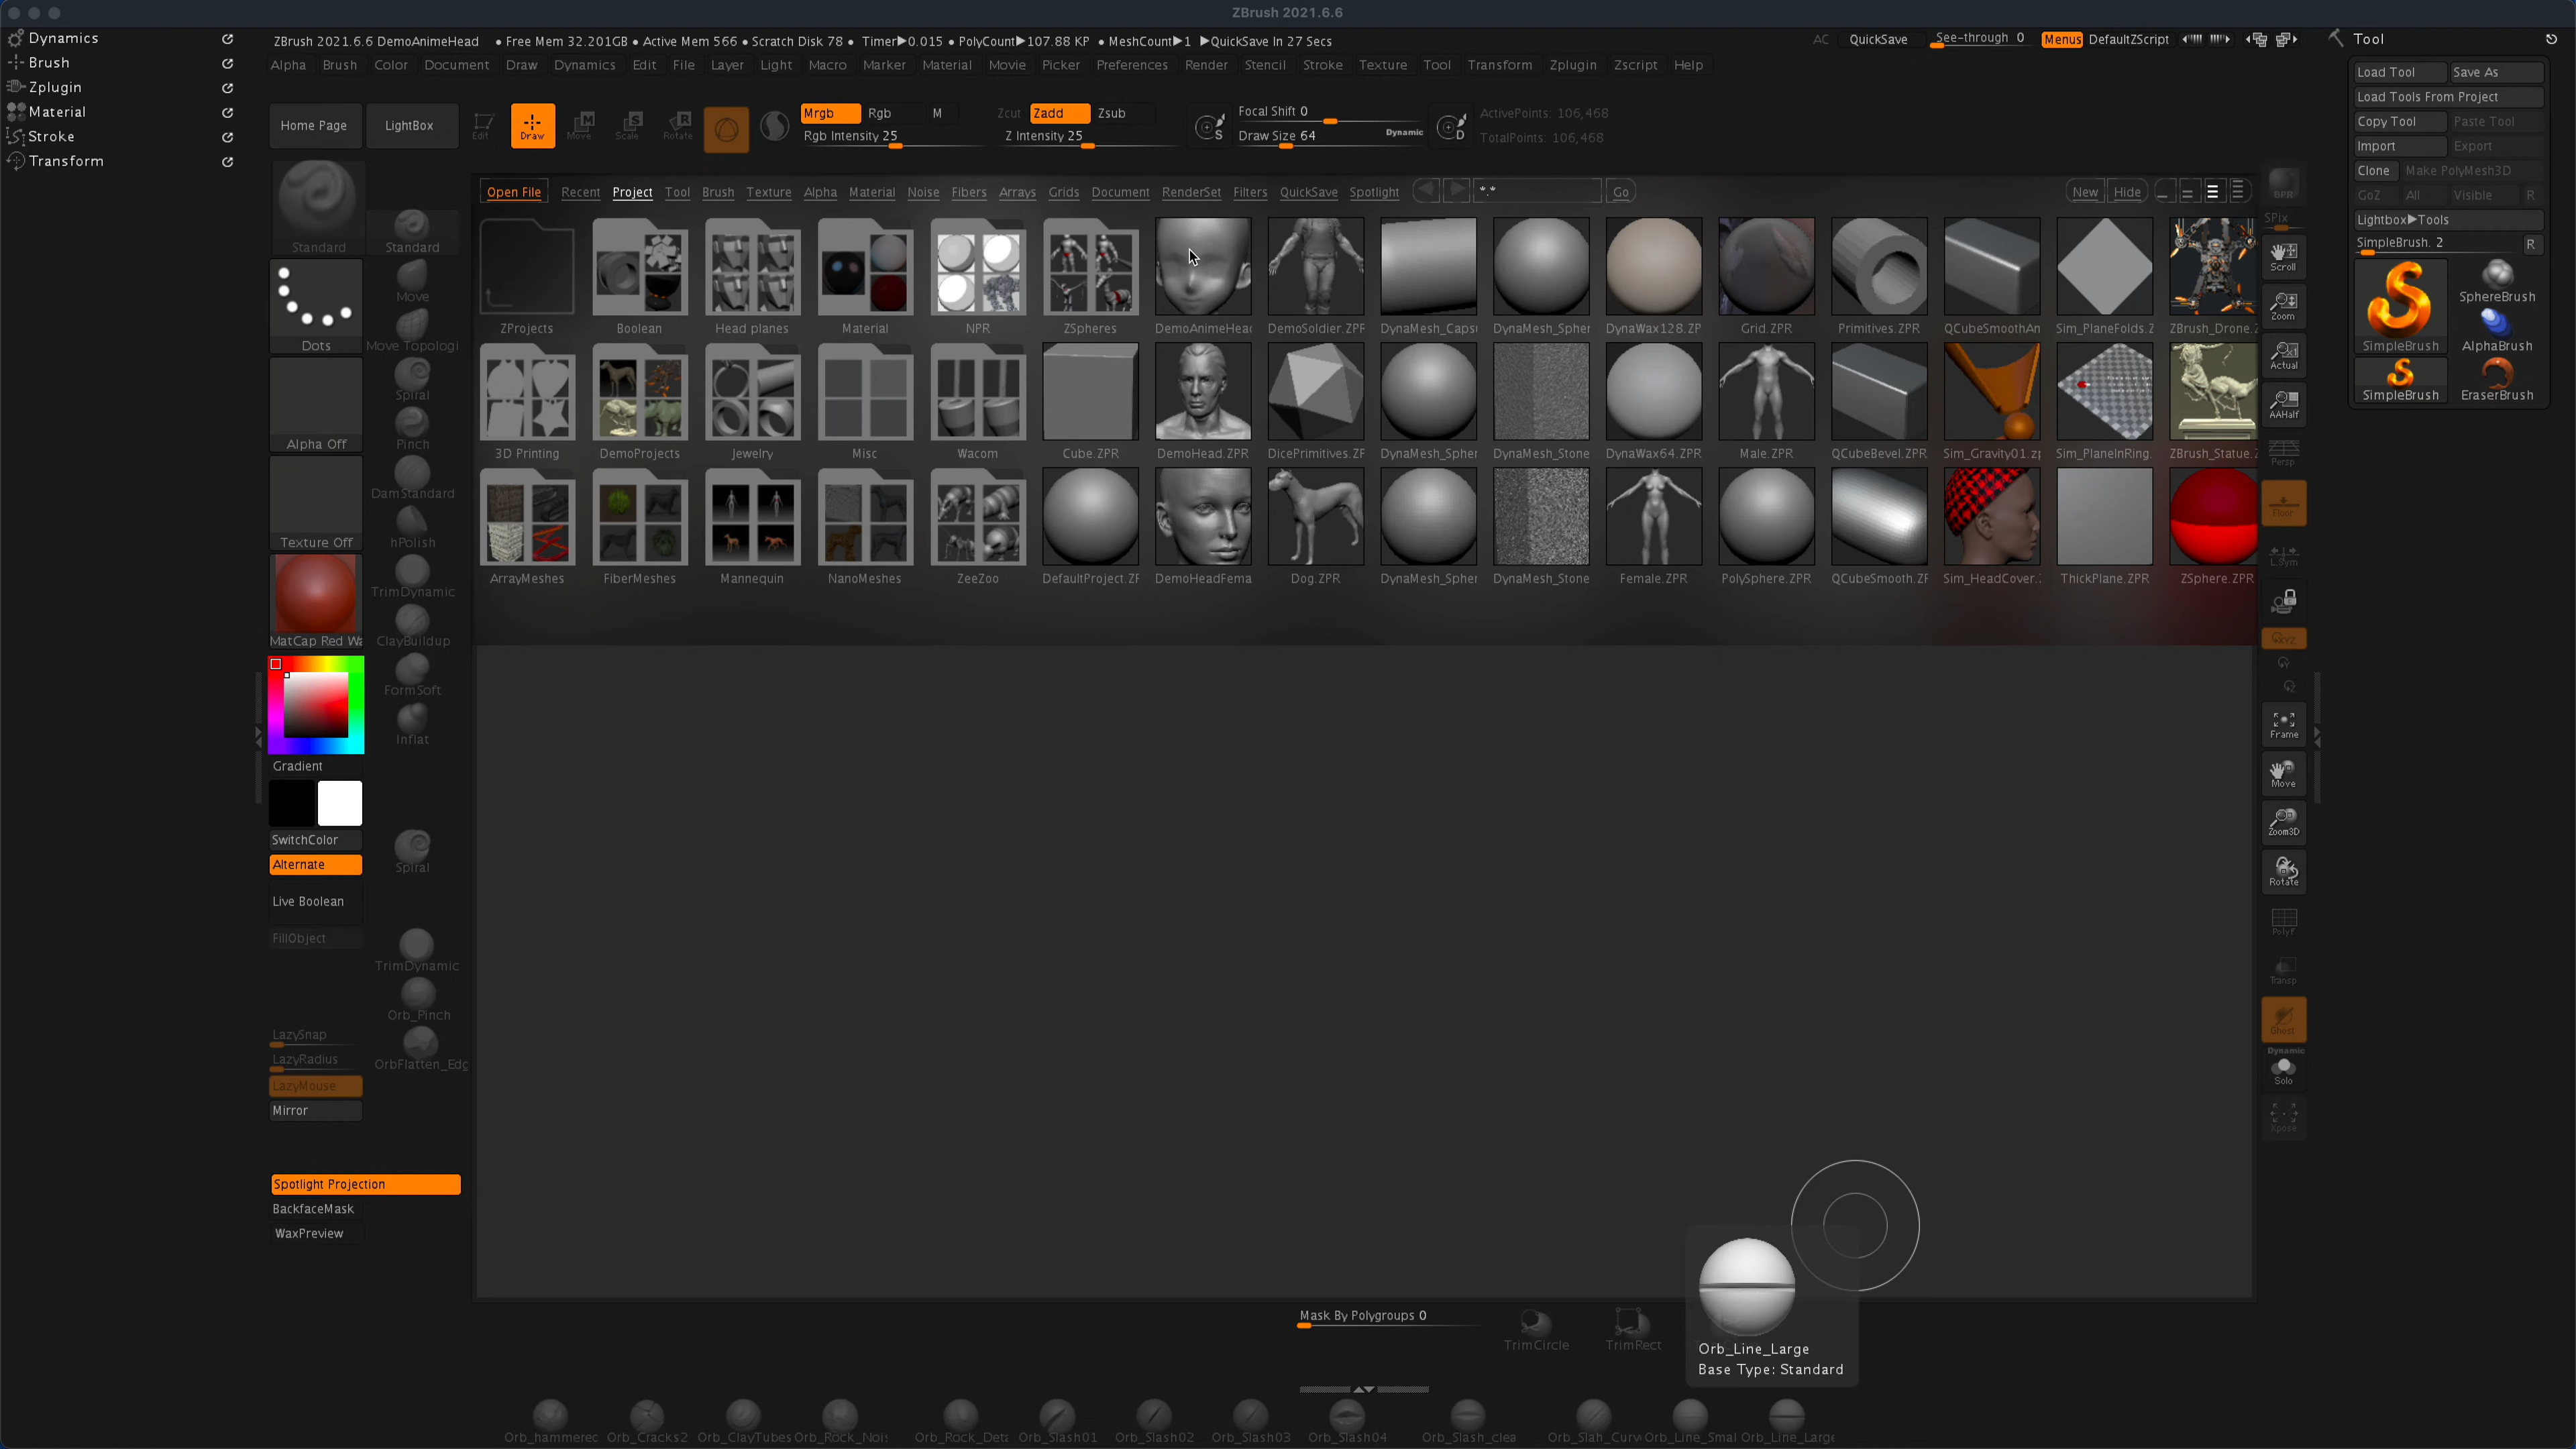 ZBrush 2021.6.6
Dynamics
Brush
Zplugin
Material
Stroke
Transform
ZBrush 2021.6.6 DemoAnimeHead • Free Mem 32.201GB • Active Mem 566 • Scratch Disk 78 • Timer▶0.015 • PolyCount▶107.88 KP • MeshCount▶1 ▶QuickSave In 27 Secs
AC QuickSave See-through 0 Menus DefaultZScript
Alpha Brush Color Document Draw Dynamics Edit File Layer Light Macro Marker Material Movie Picker Preferences Render Stencil Stroke Texture Tool Transform Zplugin Zscript Help
Home Page LightBox Edit Draw Move Scale Rotate
Mrgb Rgb M
Rgb Intensity 25
Zcut Zadd Zsub
Z Intensity 25
Focal Shift 0
Draw Size 64 Dynamic
ActivePoints: 106,468
TotalPoints: 106,468
Open File Recent Project Tool Brush Texture Alpha Material Noise Fibers Arrays Grids Document RenderSet Filters QuickSave Spotlight *.* Go New Hide
ZProjects Boolean Head planes Material NPR ZSpheres DemoAnimeHead DemoSoldier.ZPF DynaMesh_Caps DynaMesh_Spher DynaWax128.ZP Grid.ZPR Primitives.ZPR QCubeSmoothAn Sim_PlaneFolds.Z ZBrush_Drone.Z
3D Printing DemoProjects Jewelry Misc Wacom Cube.ZPR DemoHead.ZPR DicePrimitives.ZF DynaMesh_Spher DynaMesh_Stone DynaWax64.ZPR Male.ZPR QCubeBevel.ZPR Sim_Gravity01.zp Sim_PlaneInRing. ZBrush_Statue.Z
ArrayMeshes FiberMeshes Mannequin NanoMeshes ZeeZoo DefaultProject.ZF DemoHeadFema Dog.ZPR DynaMesh_Spher DynaMesh_Stone Female.ZPR PolySphere.ZPR QCubeSmooth.ZF Sim_HeadCover. ThickPlane.ZPR ZSphere.ZPR
Standard
Dots
Alpha Off
Texture Off
MatCap Red Wa
Gradient
SwitchColor
Alternate
Live Boolean
FillObject
LazySnap
LazyRadius
LazyMouse
Mirror
Spotlight Projection
BackfaceMask
WaxPreview
Standard
Move
Move Topologi
Spiral
Pinch
DamStandard
hPolish
TrimDynamic
ClayBuildup
FormSoft
Inflat
Spiral
TrimDynamic
Orb_Pinch
OrbFlatten_Edg
BPR
SPix
Scroll
Zoom
Actual
AAHalf
Persp
Floor
L.Sym
XYZ
Frame
Move
Zoom3D
Rotate
PolyF
Transp
Ghost
Dynamic
Solo
Xpose
Tool
Load Tool Save As
Load Tools From Project
Copy Tool Paste Tool
Import Export
Clone Make PolyMesh3D
GoZ All Visible R
Lightbox▶Tools
SimpleBrush. 2 R
SimpleBrush SphereBrush
AlphaBrush
SimpleBrush EraserBrush
Mask By Polygroups 0
TrimCircle TrimRect
Orb_Line_Large
Base Type: Standard
Orb_hammerec Orb_Cracks2 Orb_ClayTubes Orb_Rock_Noi Orb_Rock_Deta Orb_Slash01 Orb_Slash02 Orb_Slash03 Orb_Slash04 Orb_Slash_clea Orb_Slah_Curv Orb_Line_Smal Orb_Line_Large